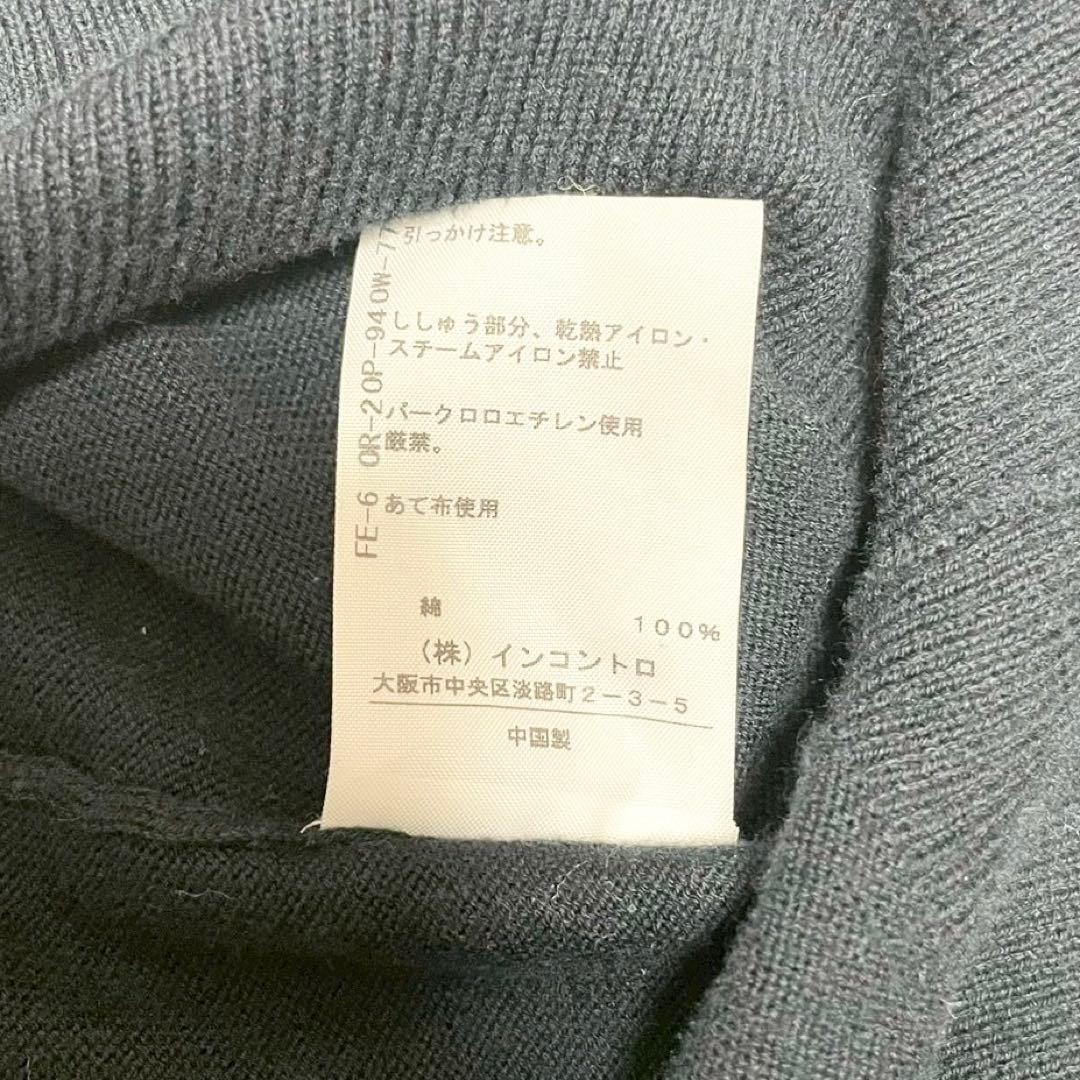 引っかけ注意。
ししゅう部分、乾熱アイロン・
スチームアイロン禁止
パークロロエチレン使用
厳禁。
あて布使用
綿 100%
(株)インコントロ
大阪市中央区淡路町2-3-5
中国製
FE-6 OR-20P-940W-77